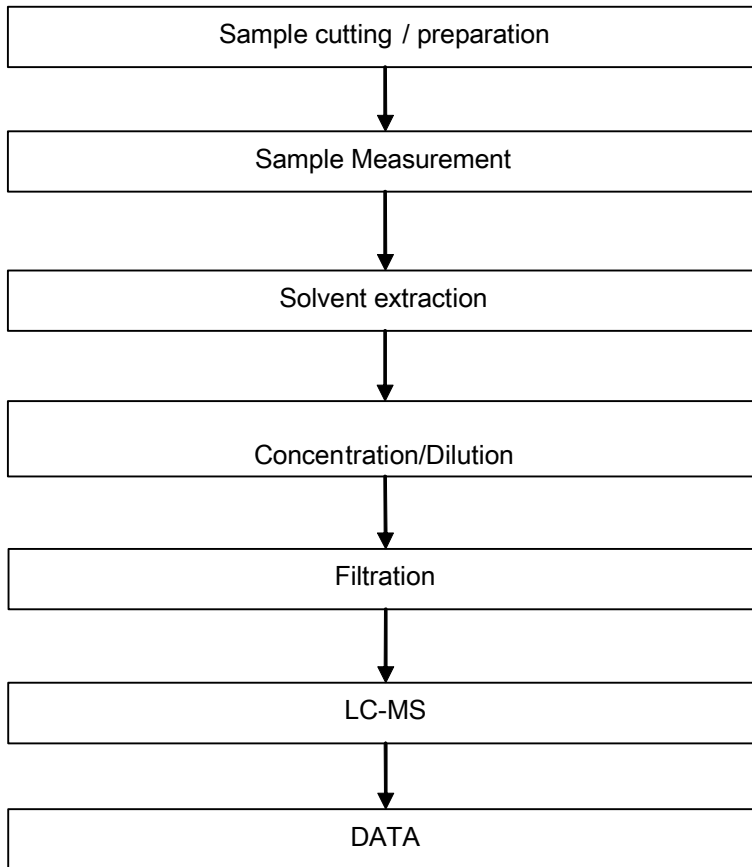 Sample cutting / preparation
Sample Measurement
Solvent extraction
Concentration/Dilution
Filtration
LC-MS
DATA